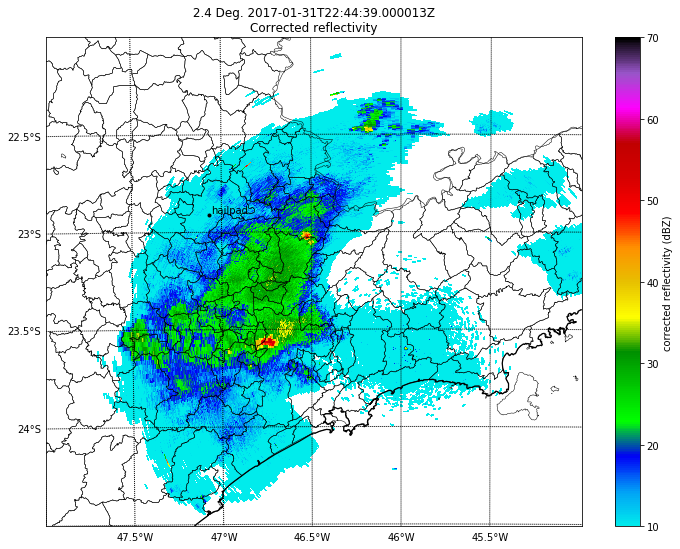 2.4 Deg. 2017-01-31T22:44:39.000013Z
Corrected reflectivity
22.5°S
23°S
23.5°S
24°S
hailpad
47.5°W
47°W
46.5°W
46°W
45.5°W
70
60
50
40
30
20
10
corrected reflectivity (dBZ)